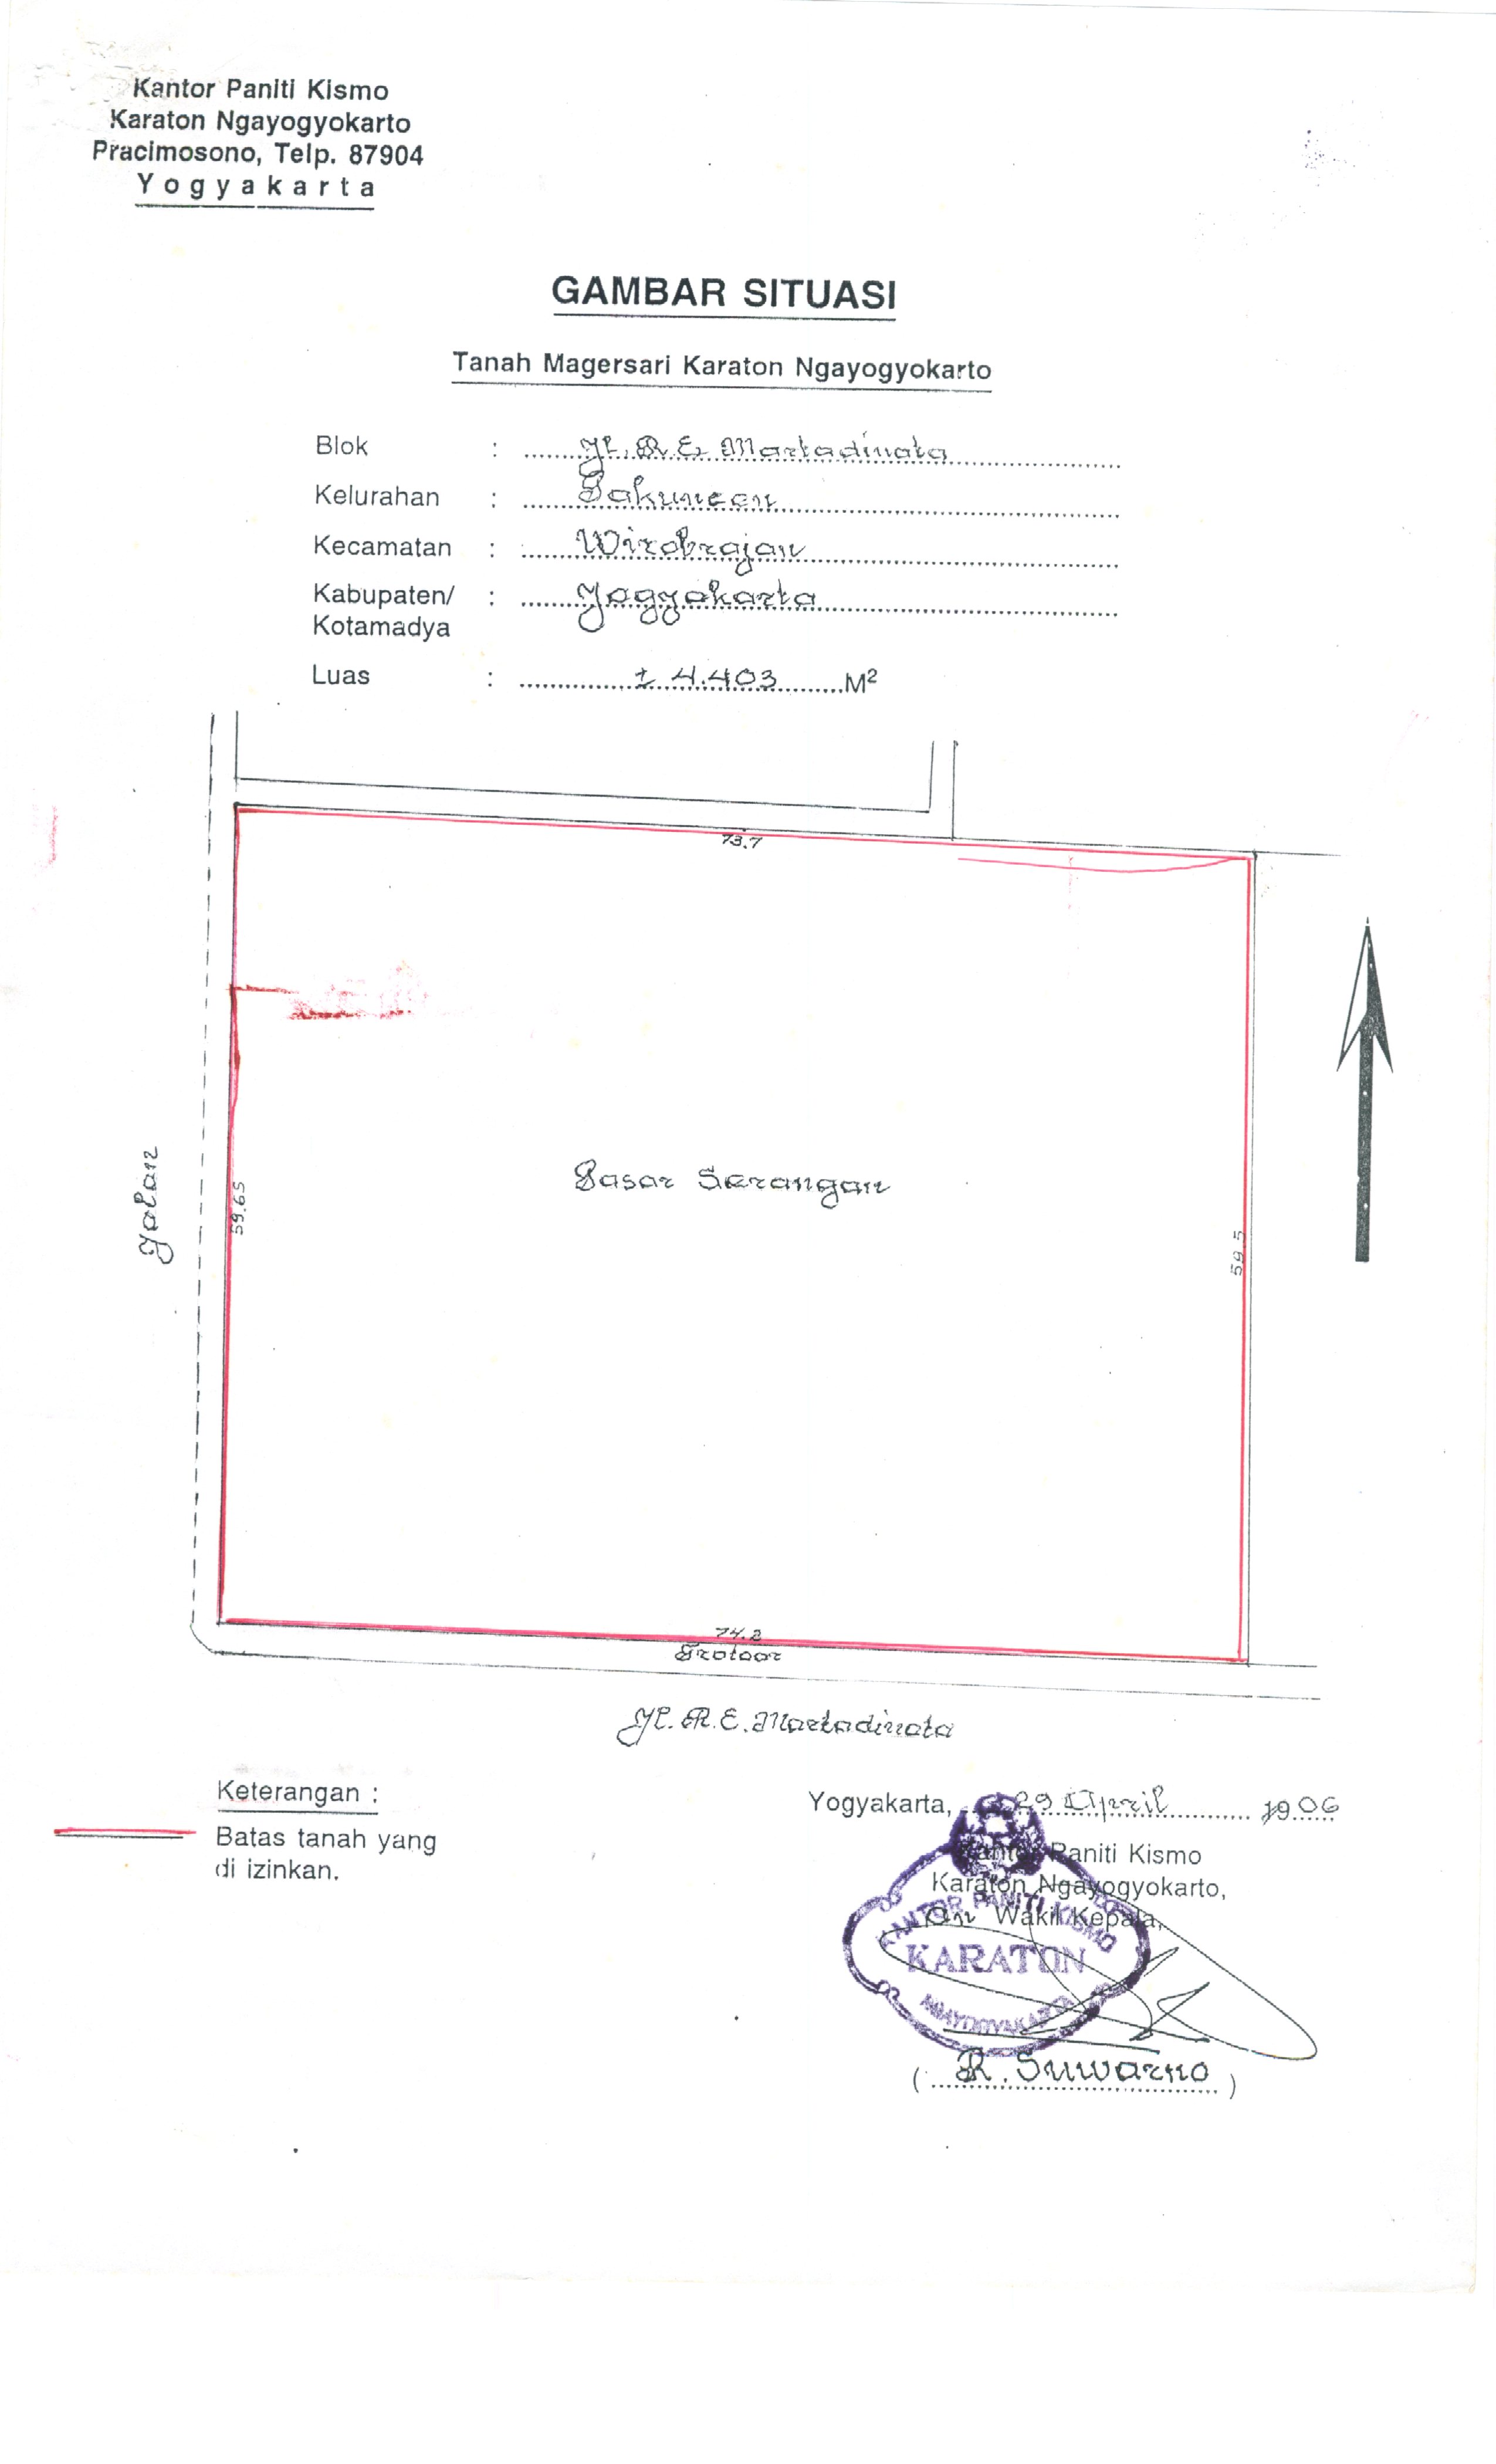 Kantor Paniti Kismo
Karaton Ngayogyokarto
Pracimosono, Telp. 87904
Yogyakarta
GAMBAR SITUASI
Tanah Magersari Karaton Ngayogyokarto
Blok : Jl. R.E. Martadinata
Kelurahan : Pakuncen
Kecamatan : Wirobrajan
Kabupaten/ : Yogyakarta
Kotamadya
Luas : ± 4.403 M²
73.7
Jalan
59.65
Pasar Serangan
59.5
74.2
Trotoar
Jl. R.E. Martadinata
Keterangan :
Batas tanah yang
di izinkan.
Yogyakarta, 29 April 1906
Kantor Paniti Kismo
Karaton Ngayogyokarto,
An Wakil Kepala,
KANTOR PANITI KISMO
KARATON
NGAYOGYAKARTA
( R. Suwarno )